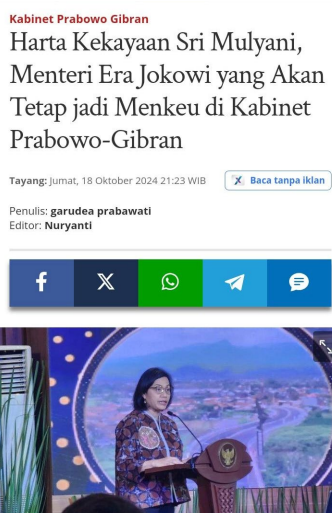 Kabinet Prabowo Gibran
Harta Kekayaan Sri Mulyani,
Menteri Era Jokowi yang Akan
Tetap jadi Menkeu di Kabinet
Prabowo-Gibran
Tayang: Jumat, 18 Oktober 2024 21:23 WIB
Baca tanpa iklan
Penulis: garudea prabawati
Editor: Nuryanti